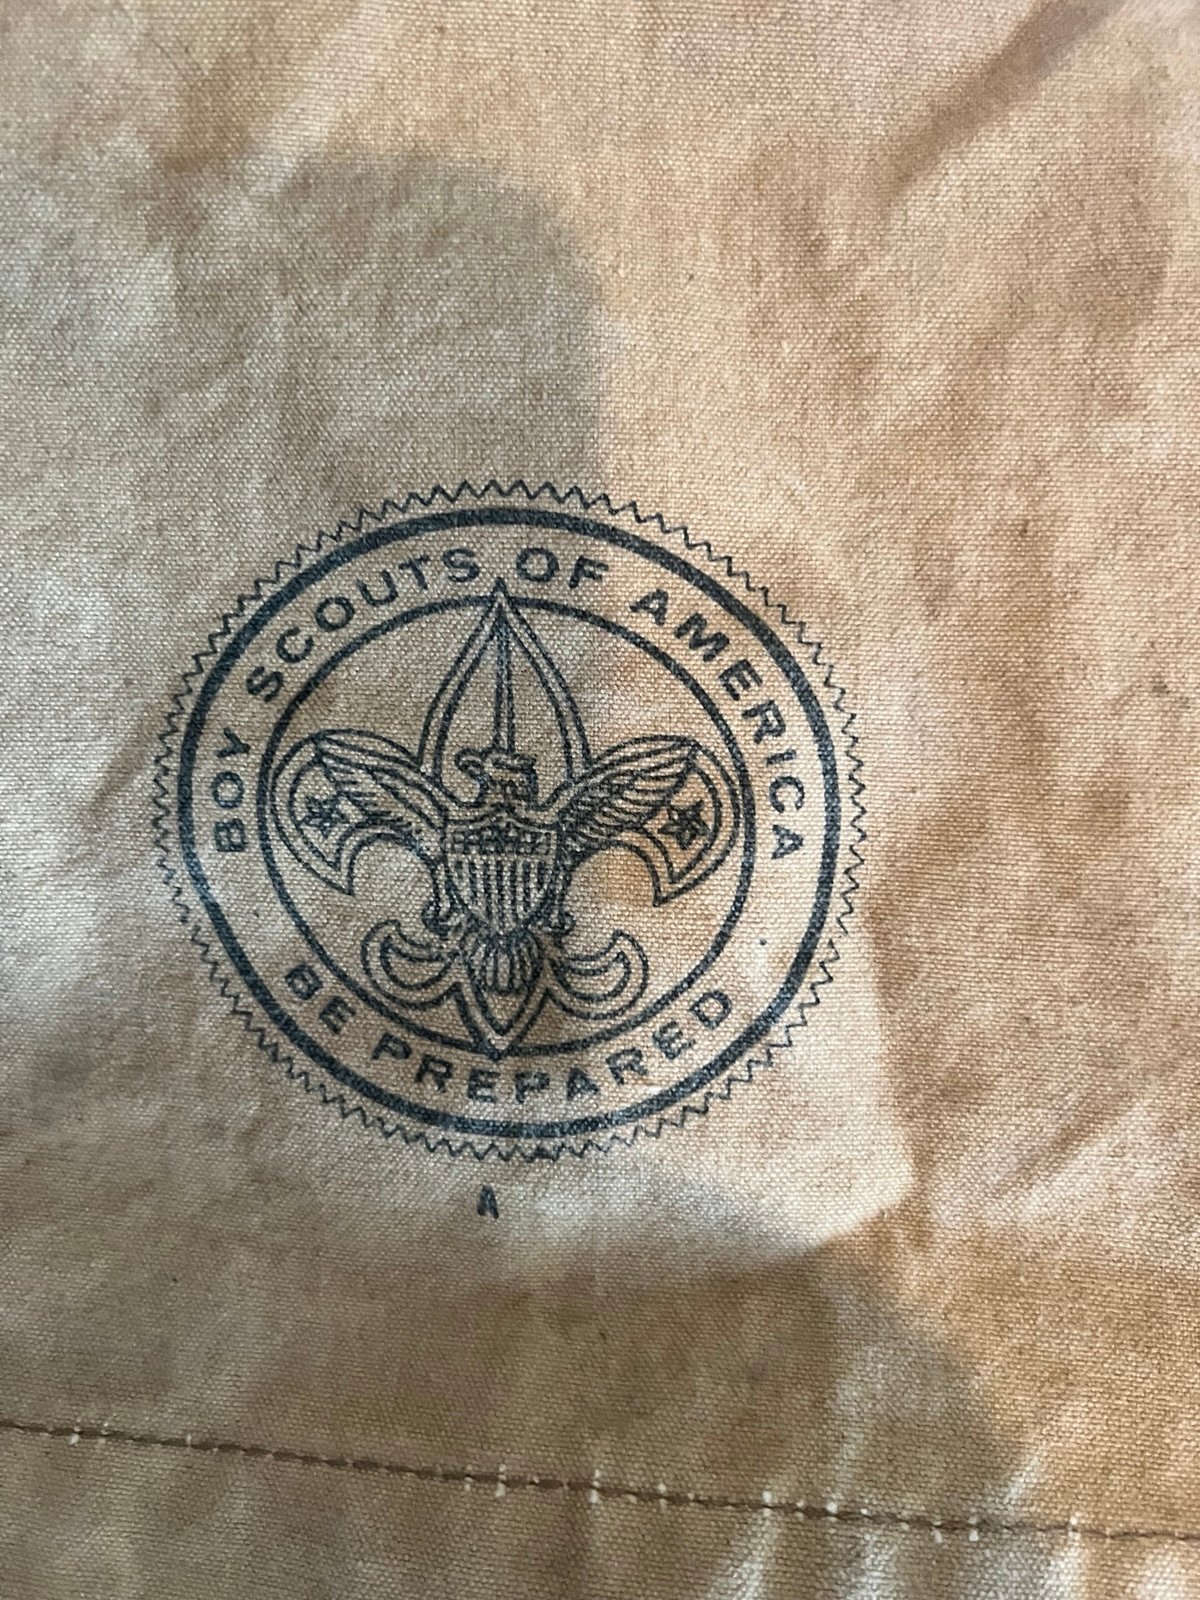 BOY SCOUTS OF AMERICA
BE PREPARED
A